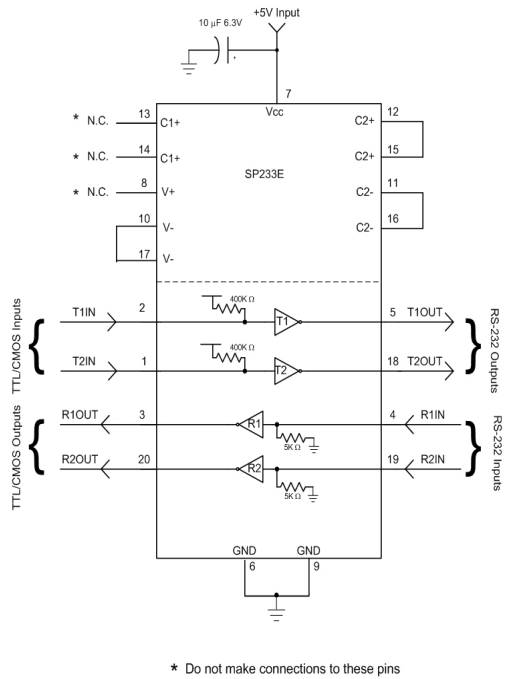 +5V Input
10 µF 6.3V
+
7
Vcc
* N.C. 13 C1+
C2+ 12
* N.C. 14 C1+
C2+ 15
SP233E
* N.C. 8 V+
C2- 11
10 V-
C2- 16
17 V-
TTL/CMOS Inputs
T1IN 2 400K Ω T1 5 T1OUT
T2IN 1 400K Ω T2 18 T2OUT
RS-232 Outputs
TTL/CMOS Outputs
R1OUT 3 R1 5K Ω 4 R1IN
R2OUT 20 R2 5K Ω 19 R2IN
RS-232 Inputs
GND GND
6 9
* Do not make connections to these pins